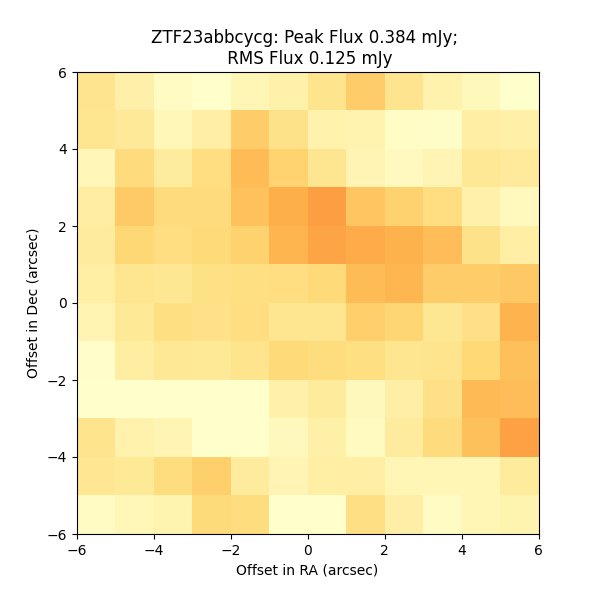 ZTF23abbcycg: Peak Flux 0.384 mJy;
RMS Flux 0.125 mJy
6
4
2
0
−2
−4
−6
Offset in Dec (arcsec)
−6 −4 −2 0 2 4 6
Offset in RA (arcsec)